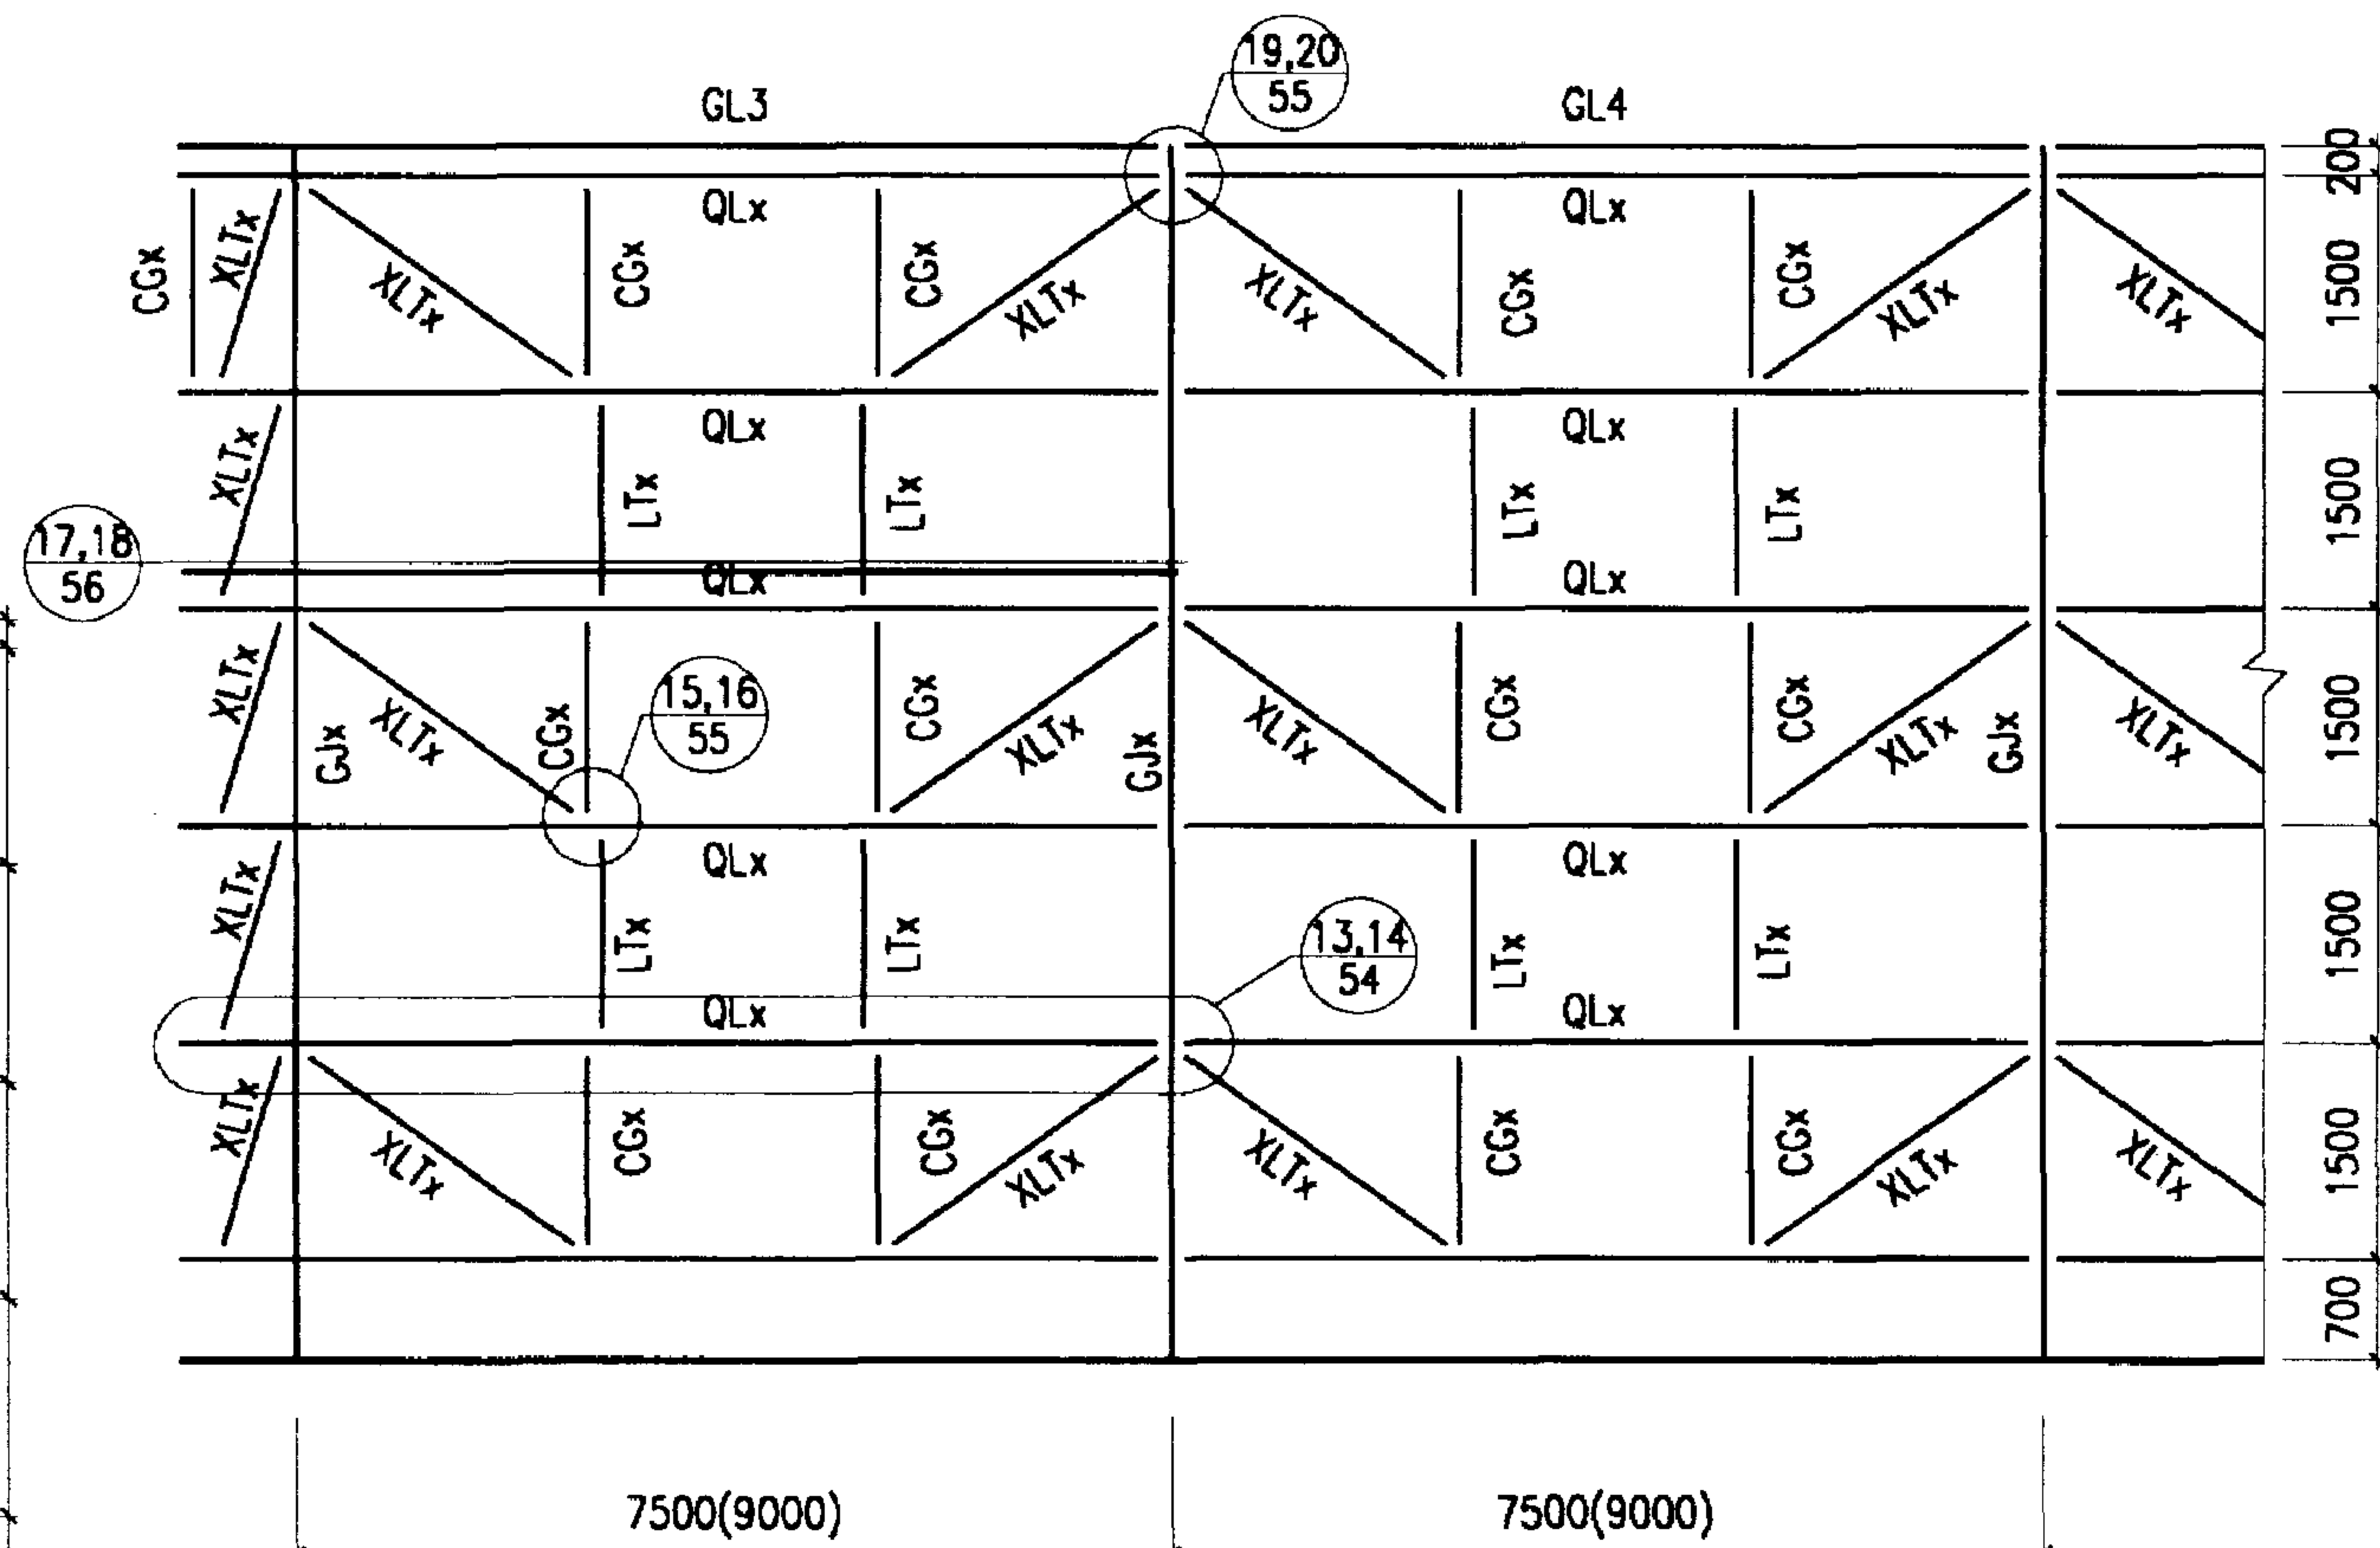 19,20
55
GL3
GL4
200
QLx
QLx
CGx
XLTx
XLTx
CGx
CGx
XLTx
XLTx
CGx
CGx
XLTx
XLTx
1500
QLx
QLx
XLTx
LTx
LTx
LTx
LTx
1500
17,18
56
QLx
QLx
XLTx
GJx
XLTx
CGx
15,16
55
CGx
XLTx
GJx
XLTx
CGx
CGx
XLTx
GJx
XLTx
1500
QLx
QLx
XLTx
LTx
LTx
13,14
54
LTx
LTx
1500
QLx
QLx
XLTx
XLTx
CGx
CGx
XLTx
XLTx
CGx
CGx
XLTx
XLTx
1500
700
7500(9000)
7500(9000)